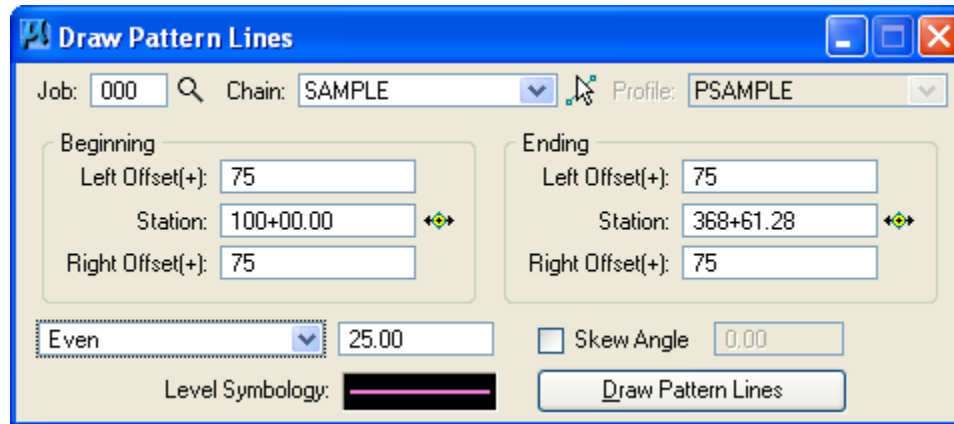 Draw Pattern Lines
Job: 000 Chain: SAMPLE Profile: PSAMPLE
Beginning
Left Offset(+): 75
Station: 100+00.00
Right Offset(+): 75
Ending
Left Offset(+): 75
Station: 368+61.28
Right Offset(+): 75
Even 25.00 Skew Angle 0.00
Level Symbology: Draw Pattern Lines